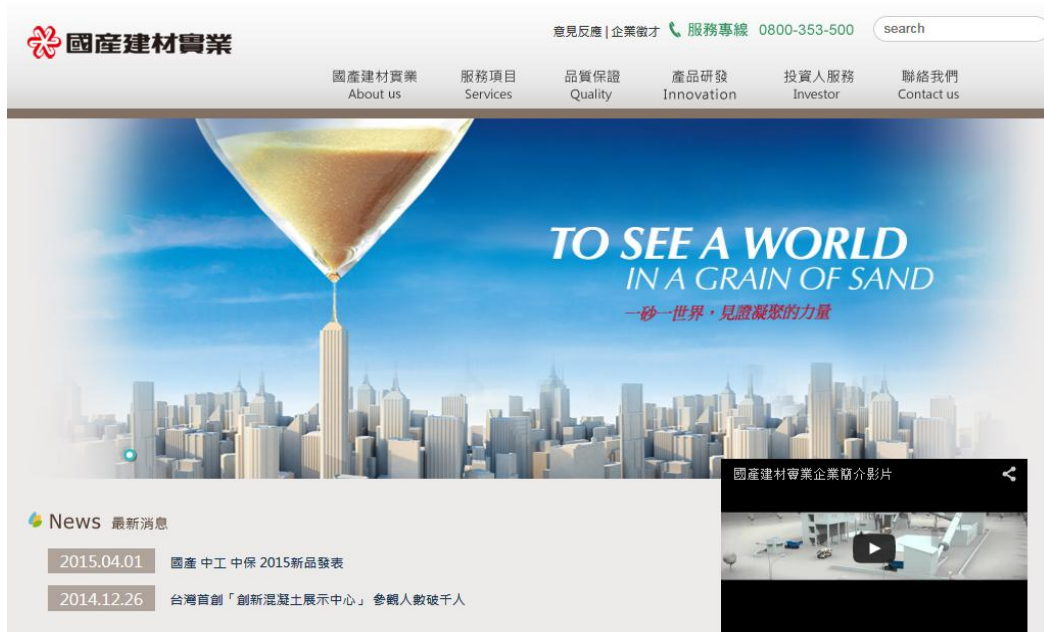 國產建材實業
意見反應 | 企業徵才 服務專線 0800-353-500 search
國產建材實業 服務項目 品質保證 產品研發 投資人服務 聯絡我們
About us Services Quality Innovation Investor Contact us
TO SEE A WORLD
IN A GRAIN OF SAND
一砂一世界，見證凝聚的力量
國產建材實業企業簡介影片
News 最新消息
2015.04.01 國產 中工 中保 2015新品發表
2014.12.26 台灣首創「創新混凝土展示中心」 參觀人數破千人